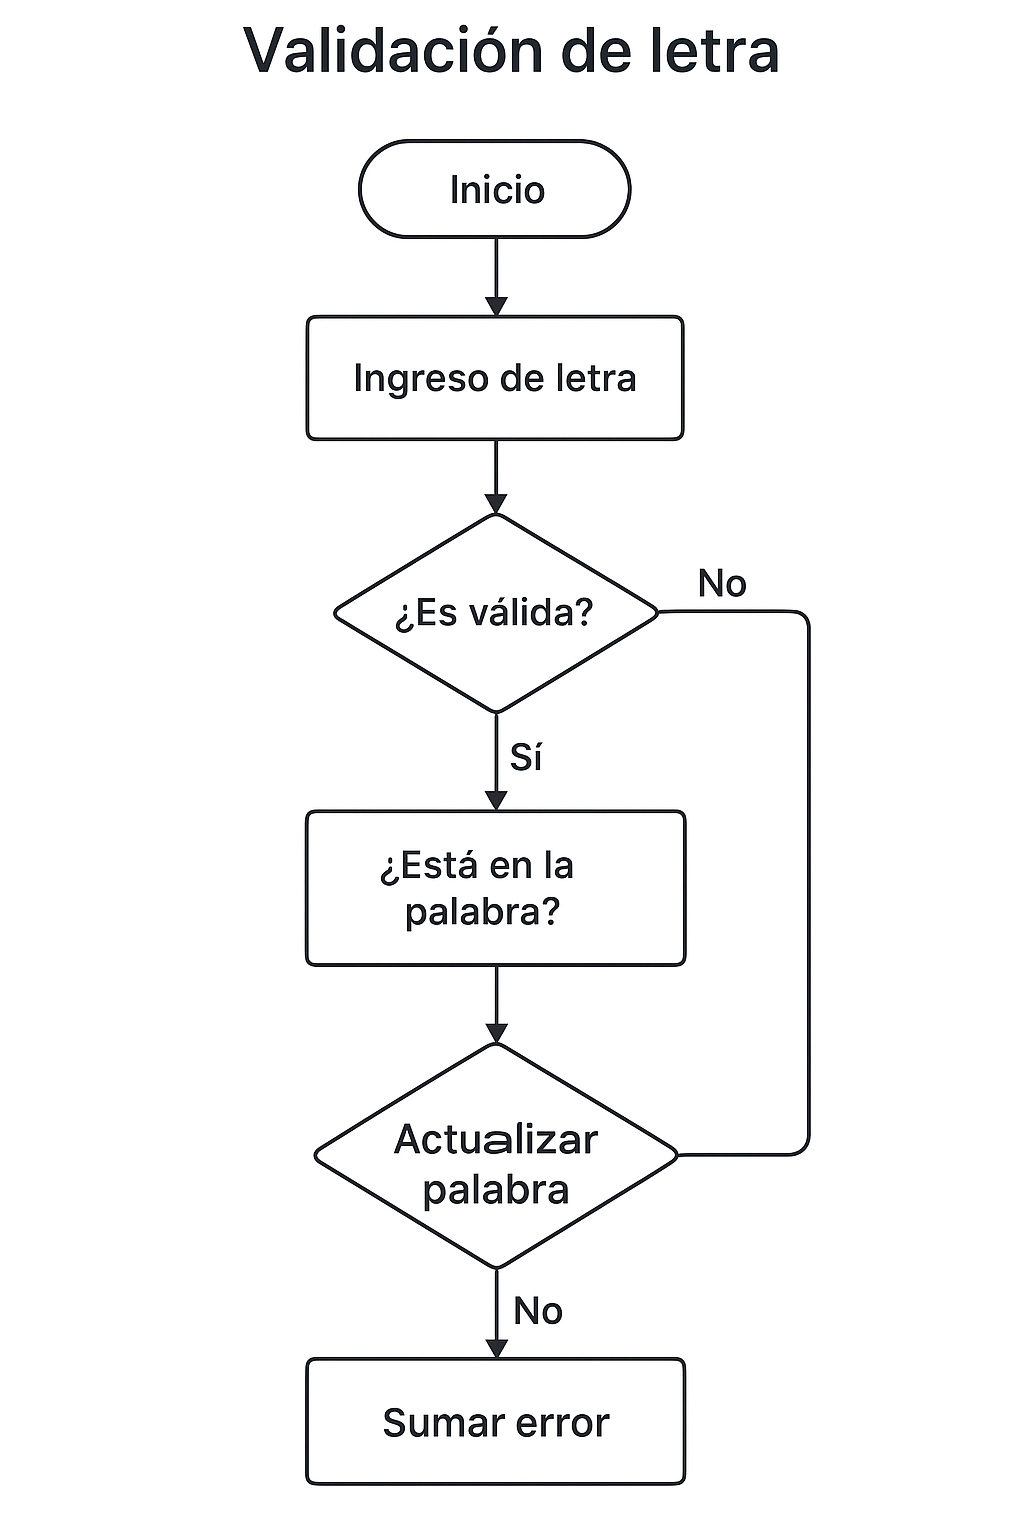 Validación de letra
Inicio
Ingreso de letra
¿Es válida?
No
Sí
¿Está en la
palabra?
Actualizar
palabra
No
Sumar error